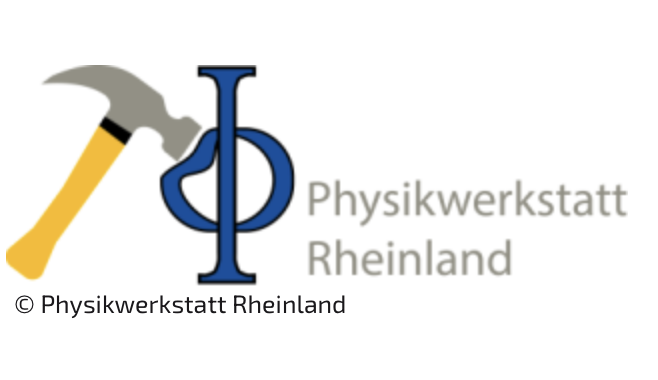 Φ
Physikwerkstatt
Rheinland
© Physikwerkstatt Rheinland